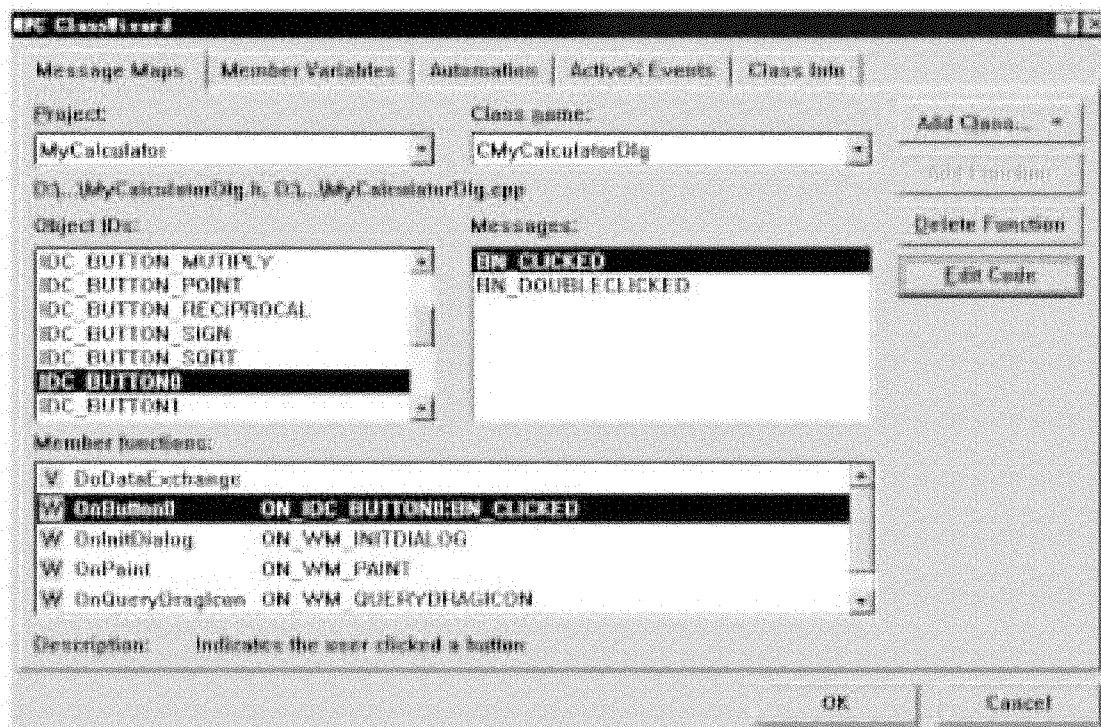 MFC ClassWizard
Message Maps Member Variables Automation ActiveX Events Class Info
Project: Class name:
MyCalculator CMyCalculatorDlg
Add Class...
D:\...\MyCalculatorDlg.h, D:\...\MyCalculatorDlg.cpp
Add Function
Object IDs: Messages:
Delete Function
IDC_BUTTON_MUTIPLY
IDC_BUTTON_POINT
IDC_BUTTON_RECIPROCAL
IDC_BUTTON_SIGN
IDC_BUTTON_SQRT
IDC_BUTTON0
IDC_BUTTON1
BN_CLICKED
BN_DOUBLECLICKED
Edit Code
Member functions:
V DoDataExchange
W OnButton0 ON_IDC_BUTTON0:BN_CLICKED
W OnInitDialog ON_WM_INITDIALOG
W OnPaint ON_WM_PAINT
W OnQueryDragIcon ON_WM_QUERYDRAGICON
Description: Indicates the user clicked a button
OK Cancel